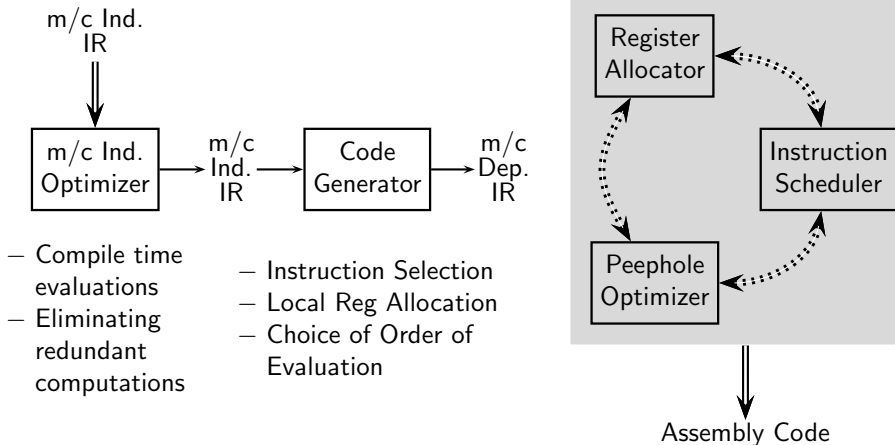 m/c Ind.
IR
m/c Ind.
Optimizer
m/c
Ind.
IR
Code
Generator
m/c
Dep.
IR
– Compile time
evaluations
– Eliminating
redundant
computations
– Instruction Selection
– Local Reg Allocation
– Choice of Order of
Evaluation
Register
Allocator
Instruction
Scheduler
Peephole
Optimizer
Assembly Code